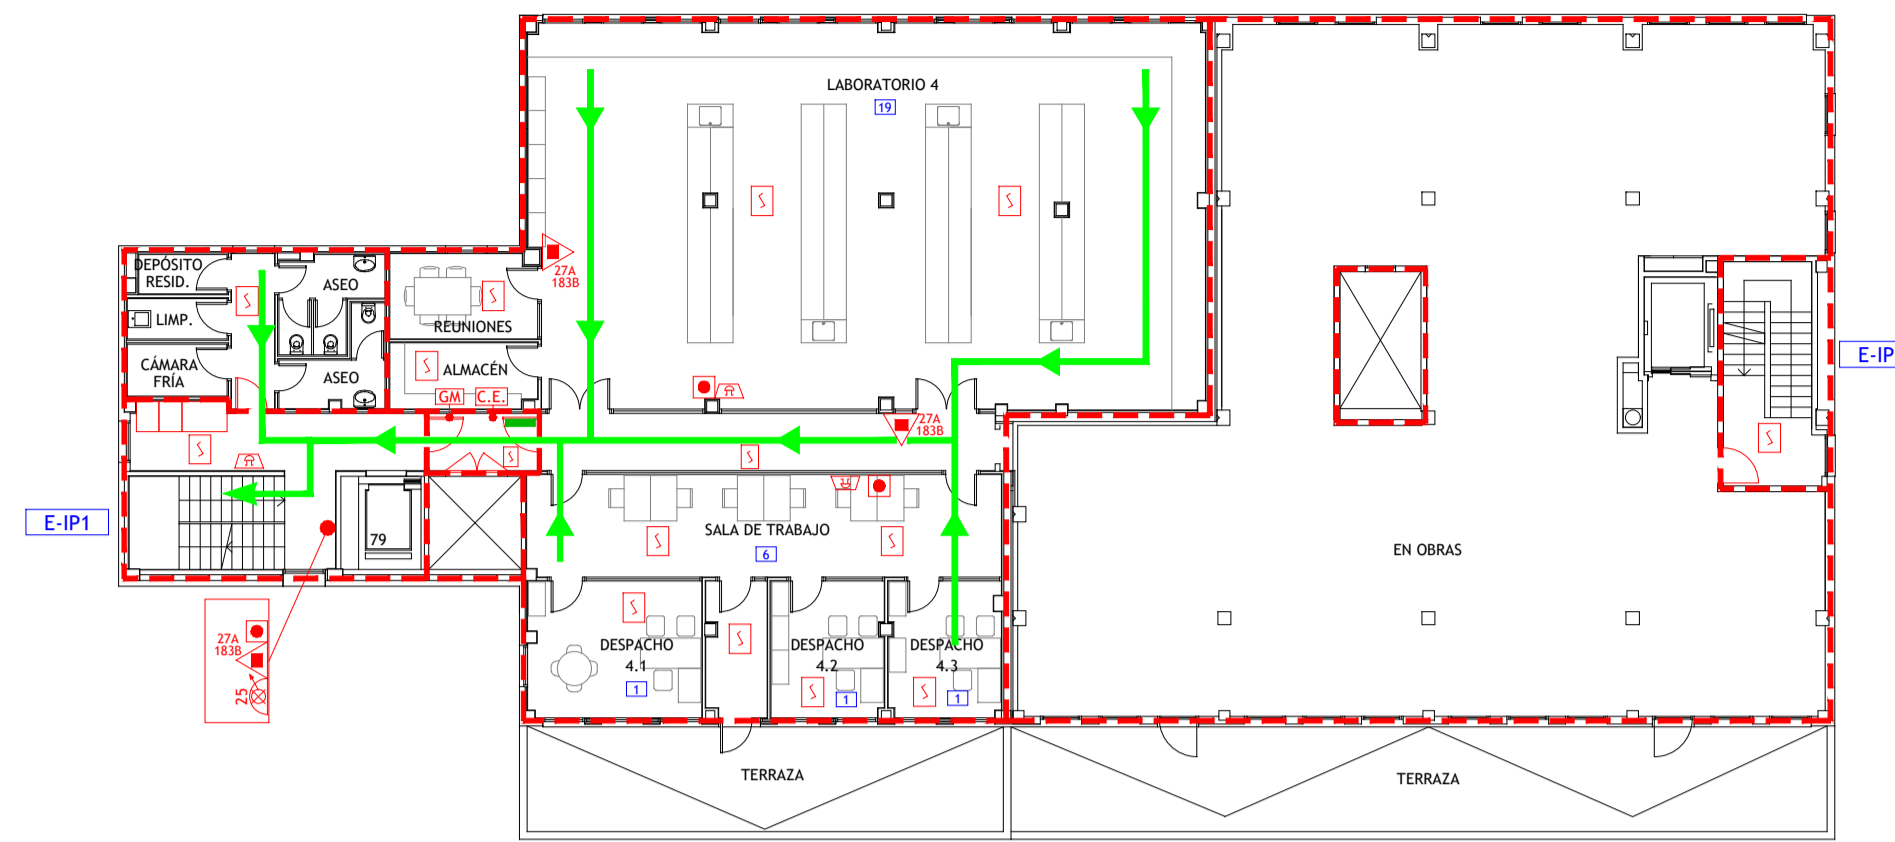 LABORATORIO 4
19
27A
183B
DEPÓSITO
RESID.
ASEO
LIMP.
REUNIONES
CÁMARA
FRÍA
ASEO
ALMACÉN
GM
C.E.
27A
183B
E-IP
E-IP1
79
SALA DE TRABAJO
6
EN OBRAS
27A
183B
25
DESPACHO
4.1
1
DESPACHO
4.2
1
DESPACHO
4.3
1
TERRAZA
TERRAZA